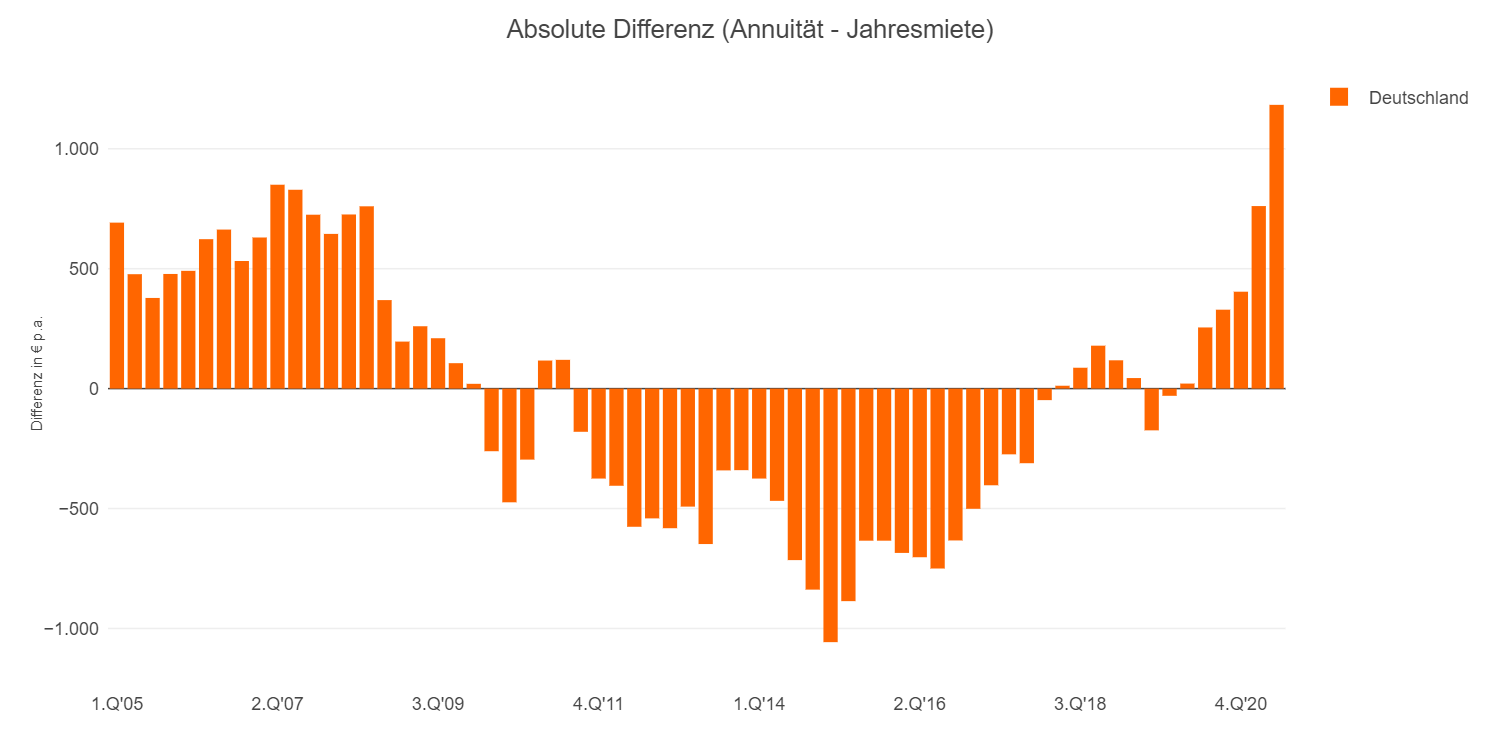 Absolute Differenz (Annuität - Jahresmiete)
Deutschland
Differenz in € p.a.
1.000
500
0
−500
−1.000
1.Q'05
2.Q'07
3.Q'09
4.Q'11
1.Q'14
2.Q'16
3.Q'18
4.Q'20